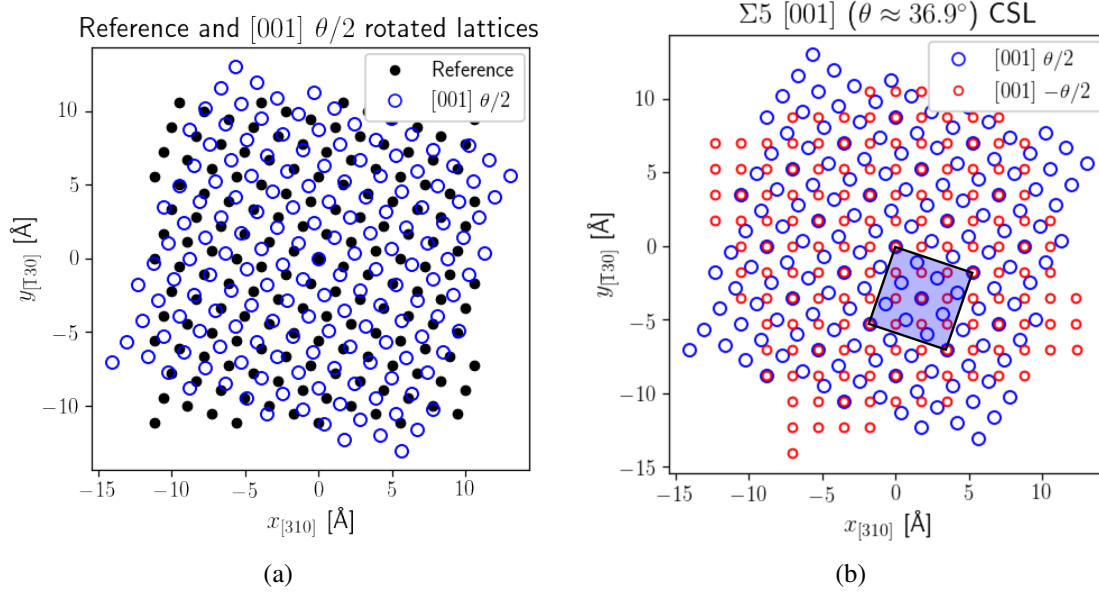 Reference and [001] θ/2 rotated lattices
Reference
[001] θ/2
10
5
0
−5
−10
y[1̅30] [Å]
−15
−10
−5
0
5
10
x[310] [Å]
(a)
Σ5 [001] (θ ≈ 36.9°) CSL
[001] θ/2
[001] −θ/2
10
5
0
−5
−10
−15
y[1̅30] [Å]
−15
−10
−5
0
5
10
x[310] [Å]
(b)